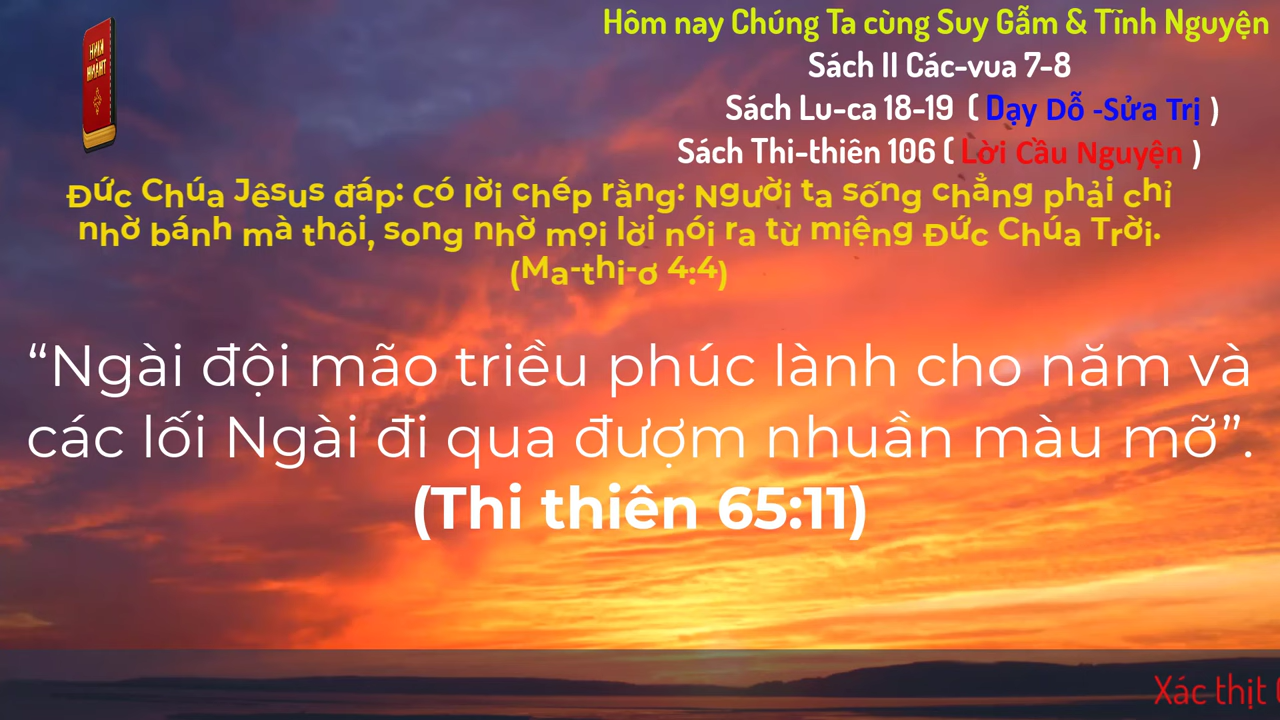 Hôm nay Chúng Ta cùng Suy Gẫm & Tĩnh Nguyện
Sách II Các-vua 7-8
Sách Lu-ca 18-19 ( Dạy Dỗ -Sửa Trị )
Sách Thi-thiên 106 ( Lời Cầu Nguyện )
Đức Chúa Jêsus đáp: Có lời chép rằng: Người ta sống chẳng phải chỉ
nhờ bánh mà thôi, song nhờ mọi lời nói ra từ miệng Đức Chúa Trời.
(Ma-thi-ơ 4:4)
“Ngài đội mão triều phúc lành cho năm và
các lối Ngài đi qua đượm nhuần màu mỡ”.
(Thi thiên 65:11)
Xác thịt